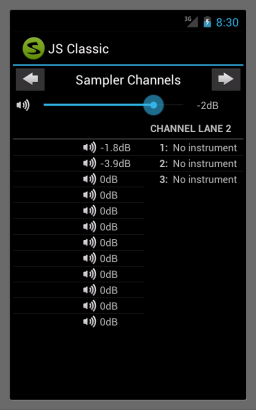 3G 8:30
JS Classic
Sampler Channels
-2dB
CHANNEL LANE 2
-1.8dB 1: No instrument
-3.9dB 2: No instrument
0dB 3: No instrument
0dB
0dB
0dB
0dB
0dB
0dB
0dB
0dB
0dB